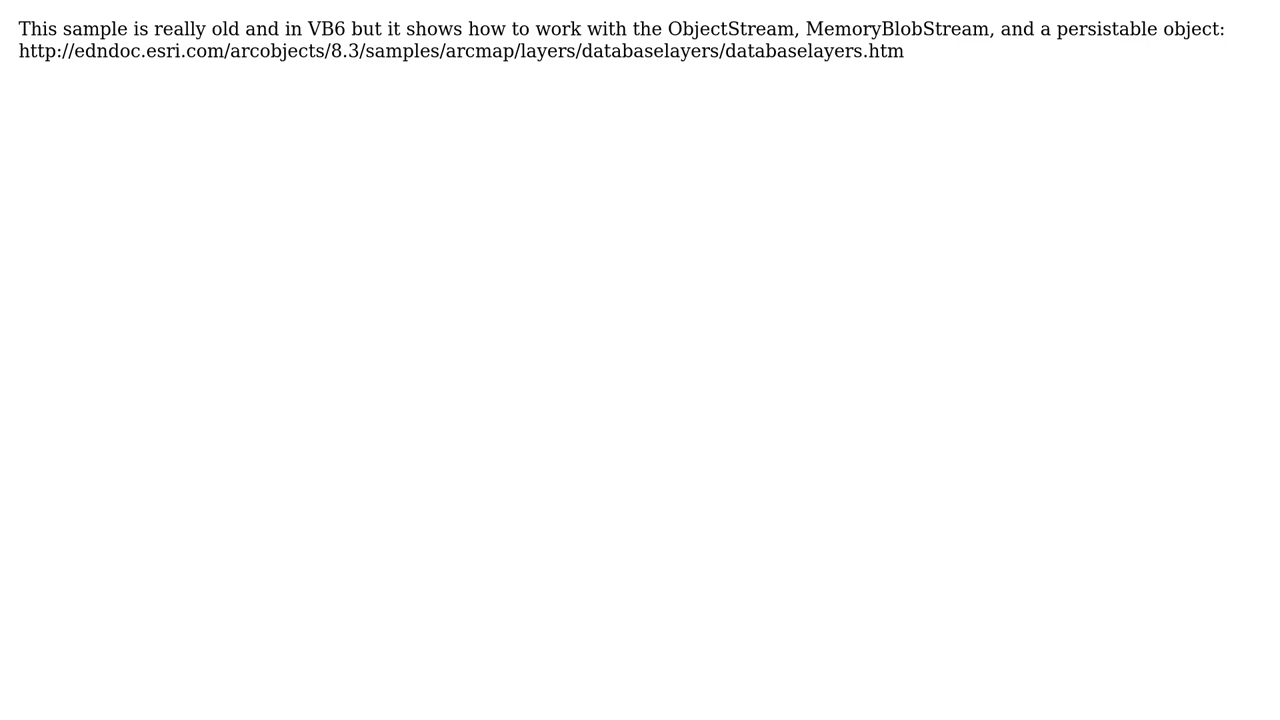 This sample is really old and in VB6 but it shows how to work with the ObjectStream, MemoryBlobStream, and a persistable object:
http://edndoc.esri.com/arcobjects/8.3/samples/arcmap/layers/databaselayers/databaselayers.htm